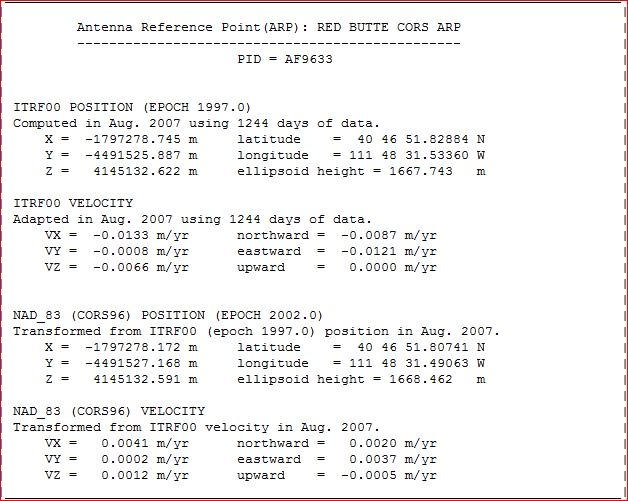 Antenna Reference Point(ARP): RED BUTTE CORS ARP
------------------------------------------------
PID = AF9633
ITRF00 POSITION (EPOCH 1997.0)
Computed in Aug. 2007 using 1244 days of data.
X = -1797278.745 m latitude = 40 46 51.82884 N
Y = -4491525.887 m longitude = 111 48 31.53360 W
Z = 4145132.622 m ellipsoid height = 1667.743 m
ITRF00 VELOCITY
Adapted in Aug. 2007 using 1244 days of data.
VX = -0.0133 m/yr northward = -0.0087 m/yr
VY = -0.0008 m/yr eastward = -0.0121 m/yr
VZ = -0.0066 m/yr upward = 0.0000 m/yr
NAD_83 (CORS96) POSITION (EPOCH 2002.0)
Transformed from ITRF00 (epoch 1997.0) position in Aug. 2007.
X = -1797278.172 m latitude = 40 46 51.80741 N
Y = -4491527.168 m longitude = 111 48 31.49063 W
Z = 4145132.591 m ellipsoid height = 1668.462 m
NAD_83 (CORS96) VELOCITY
Transformed from ITRF00 velocity in Aug. 2007.
VX = 0.0041 m/yr northward = 0.0020 m/yr
VY = 0.0002 m/yr eastward = 0.0037 m/yr
VZ = 0.0012 m/yr upward = -0.0005 m/yr